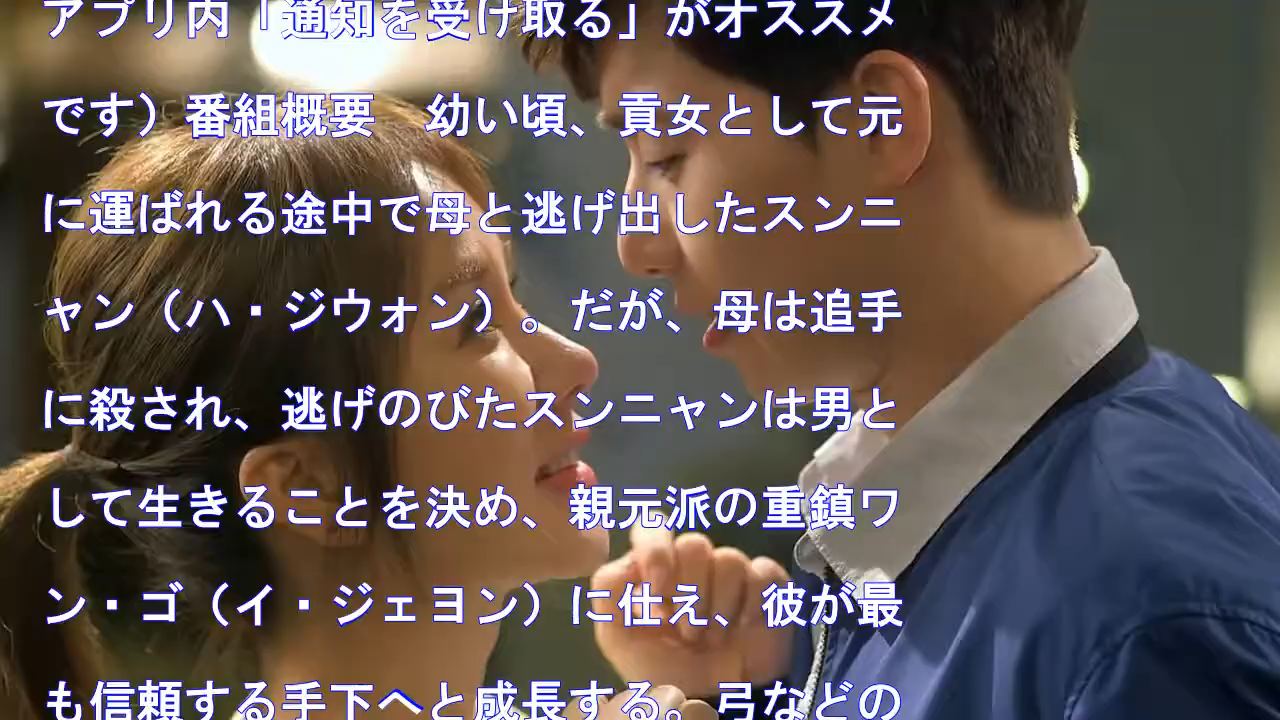 アプリ内「通知を受け取る」がオススメ
です）番組概要　幼い頃、貢女として元
に運ばれる途中で母と逃げ出したスンニ
ャン（ハ・ジウォン）。だが、母は追手
に殺され、逃げのびたスンニャンは男と
して生きることを決め、親元派の重鎮ワ
ン・ゴ（イ・ジェヨン）に仕え、彼が最
も信頼する手下へと成長する。弓などの